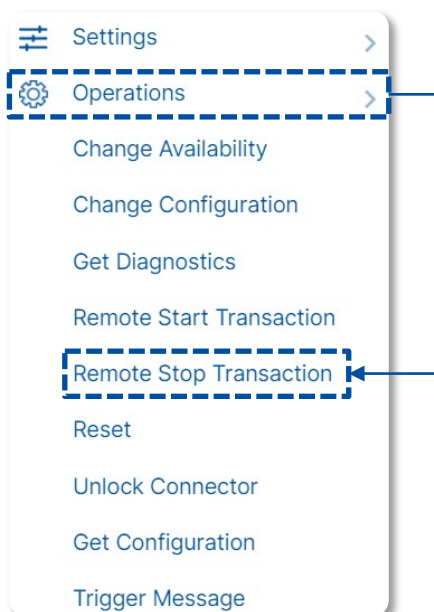 Settings
Operations
Change Availability
Change Configuration
Get Diagnostics
Remote Start Transaction
Remote Stop Transaction
Reset
Unlock Connector
Get Configuration
Trigger Message